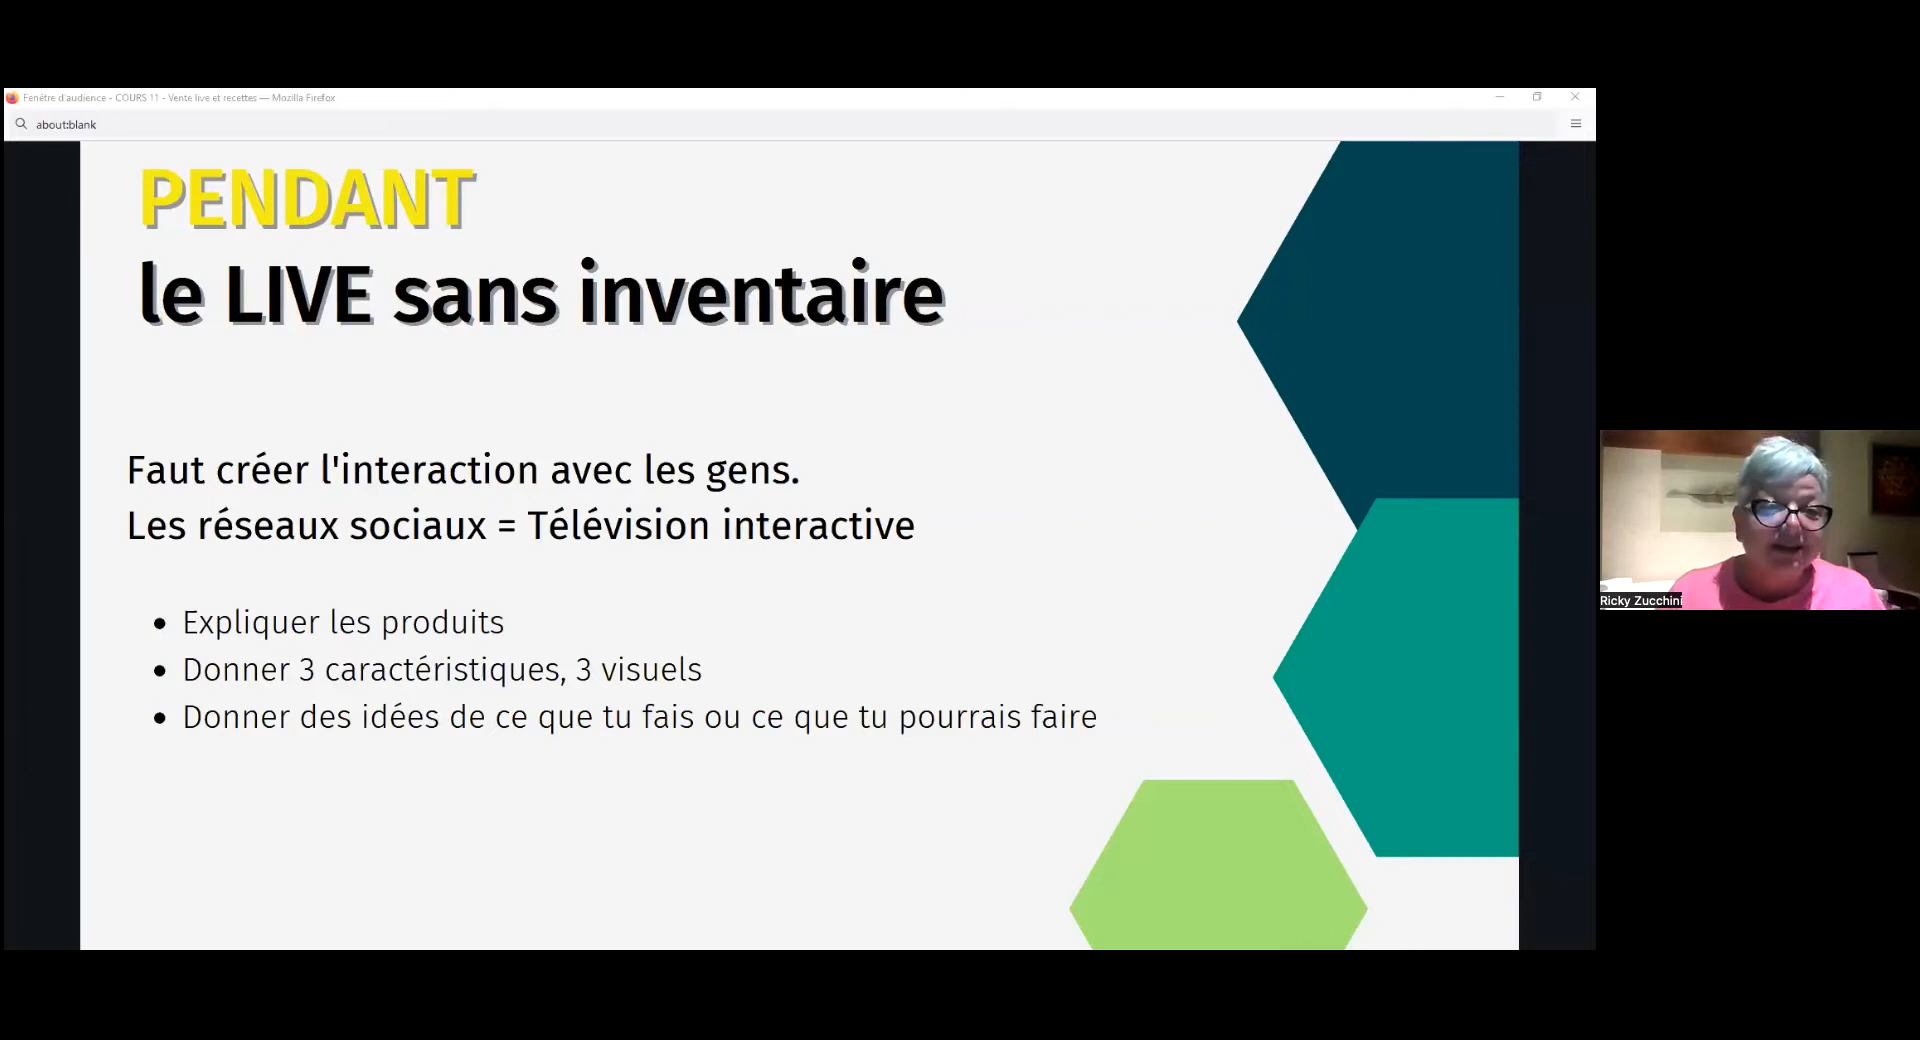 Fenêtre d'audience - COURS 11 - Vente live et recettes — Mozilla Firefox
about:blank
PENDANT
le LIVE sans inventaire
Faut créer l'interaction avec les gens.
Les réseaux sociaux = Télévision interactive
• Expliquer les produits
• Donner 3 caractéristiques, 3 visuels
• Donner des idées de ce que tu fais ou ce que tu pourrais faire
Ricky Zucchini